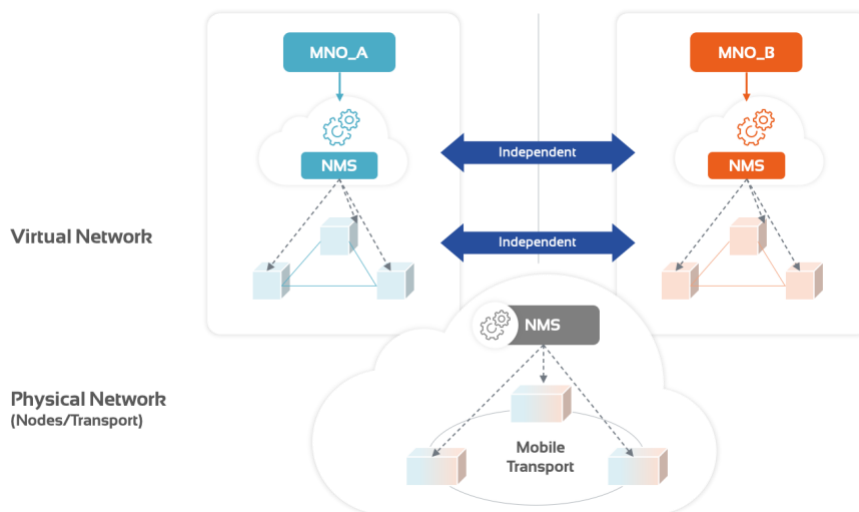 MNO_A
MNO_B
Independent
NMS
NMS
Virtual Network
Independent
NMS
Physical Network
(Nodes/Transport)
Mobile
Transport